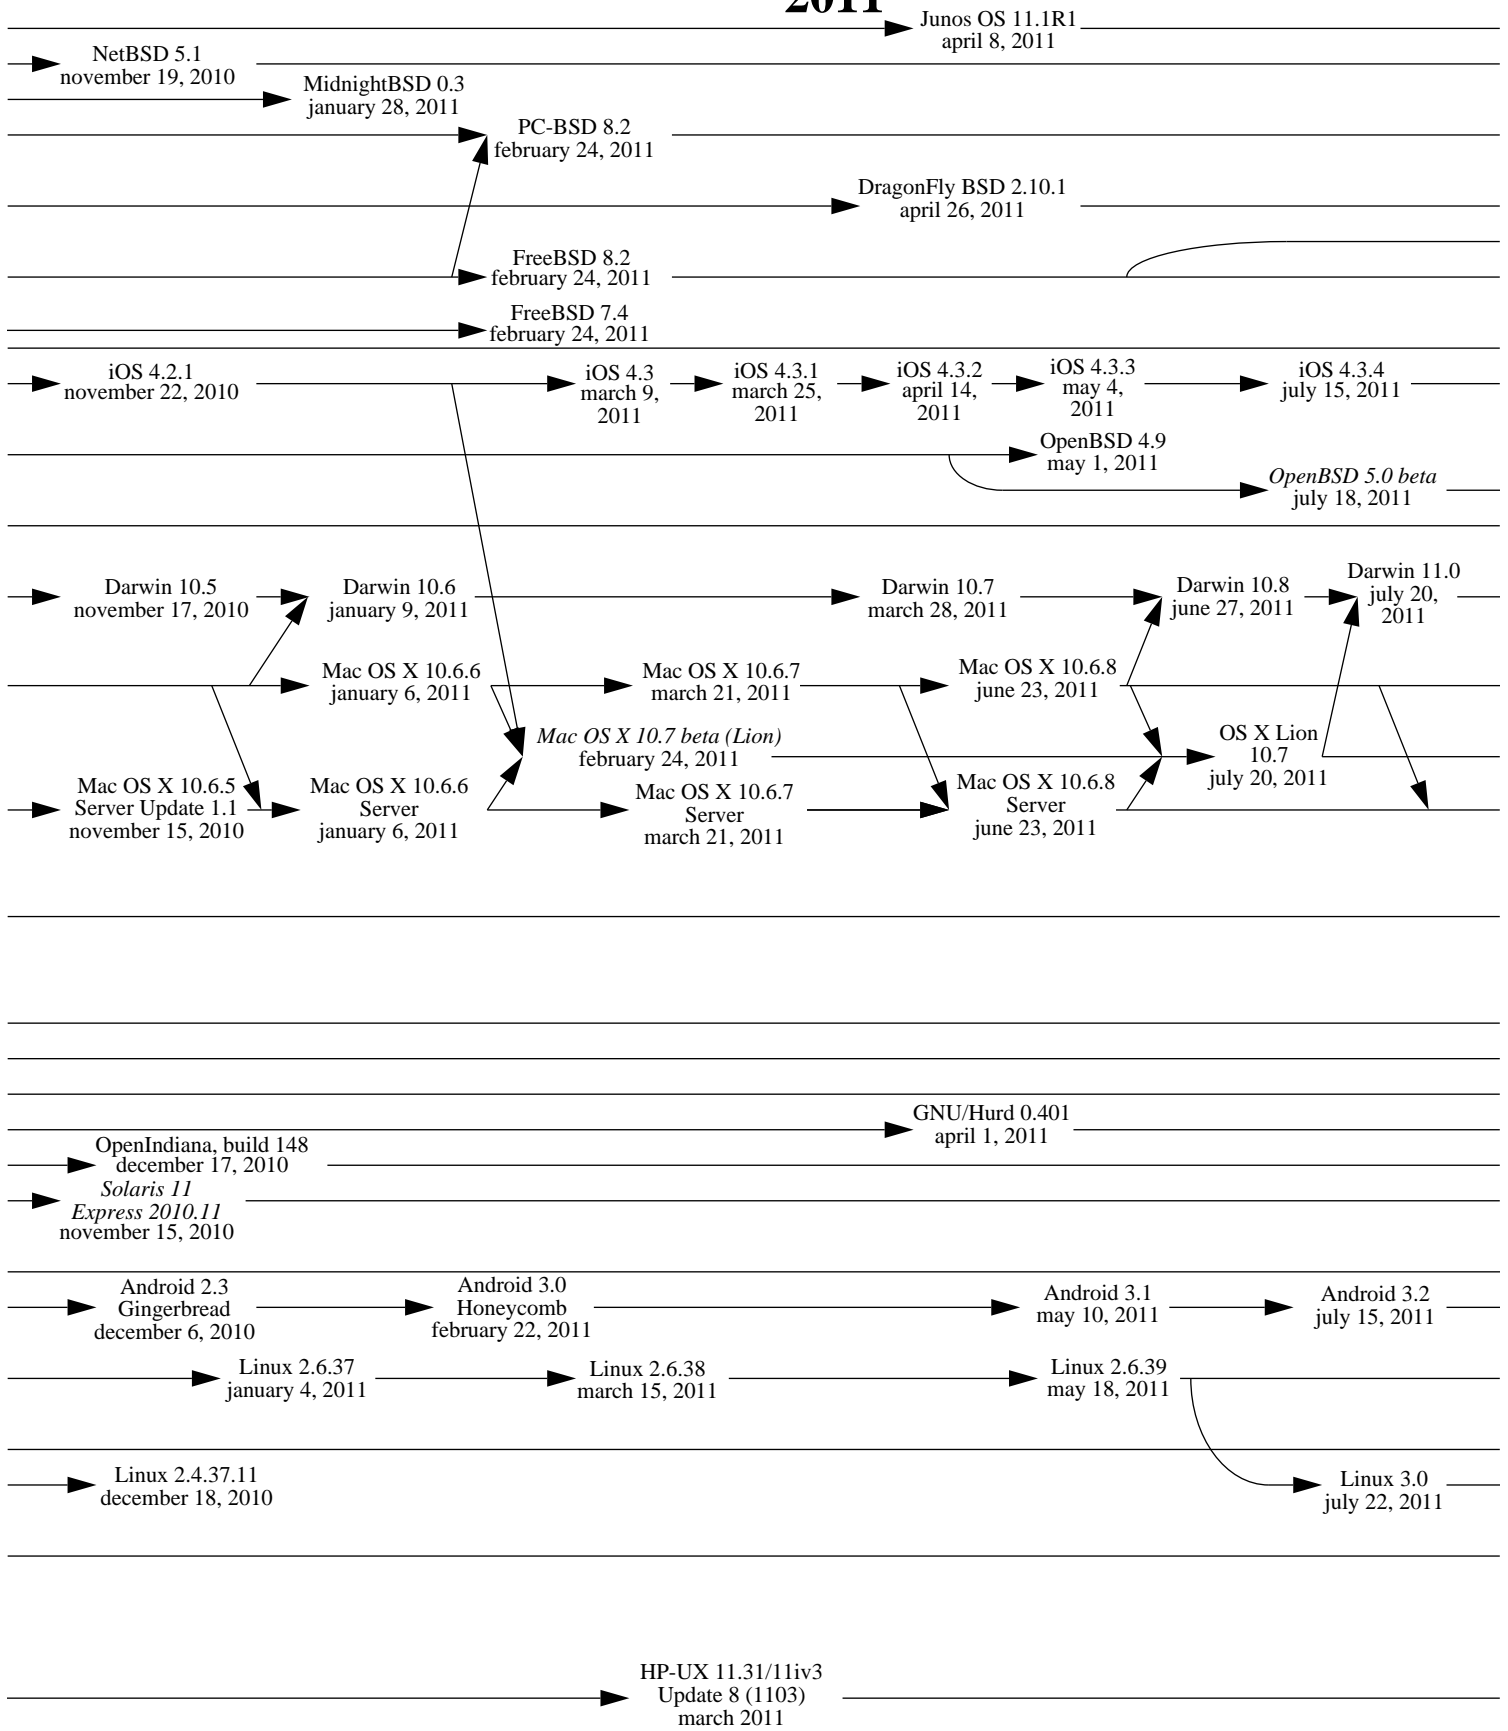 2011
Junos OS 11.1R1
april 8, 2011
NetBSD 5.1
november 19, 2010
MidnightBSD 0.3
january 28, 2011
PC-BSD 8.2
february 24, 2011
DragonFly BSD 2.10.1
april 26, 2011
FreeBSD 8.2
february 24, 2011
FreeBSD 7.4
february 24, 2011
iOS 4.2.1
november 22, 2010
iOS 4.3
march 9,
2011
iOS 4.3.1
march 25,
2011
iOS 4.3.2
april 14,
2011
iOS 4.3.3
may 4,
2011
iOS 4.3.4
july 15, 2011
OpenBSD 4.9
may 1, 2011
OpenBSD 5.0 beta
july 18, 2011
Darwin 10.5
november 17, 2010
Darwin 10.6
january 9, 2011
Darwin 10.7
march 28, 2011
Darwin 10.8
june 27, 2011
Darwin 11.0
july 20,
2011
Mac OS X 10.6.6
january 6, 2011
Mac OS X 10.6.7
march 21, 2011
Mac OS X 10.6.8
june 23, 2011
Mac OS X 10.7 beta (Lion)
february 24, 2011
OS X Lion
10.7
july 20, 2011
Mac OS X 10.6.5
Server Update 1.1
november 15, 2010
Mac OS X 10.6.6
Server
january 6, 2011
Mac OS X 10.6.7
Server
march 21, 2011
Mac OS X 10.6.8
Server
june 23, 2011
GNU/Hurd 0.401
april 1, 2011
OpenIndiana, build 148
december 17, 2010
Solaris 11
Express 2010.11
november 15, 2010
Android 2.3
Gingerbread
december 6, 2010
Android 3.0
Honeycomb
february 22, 2011
Android 3.1
may 10, 2011
Android 3.2
july 15, 2011
Linux 2.6.37
january 4, 2011
Linux 2.6.38
march 15, 2011
Linux 2.6.39
may 18, 2011
Linux 2.4.37.11
december 18, 2010
Linux 3.0
july 22, 2011
HP-UX 11.31/11iv3
Update 8 (1103)
march 2011